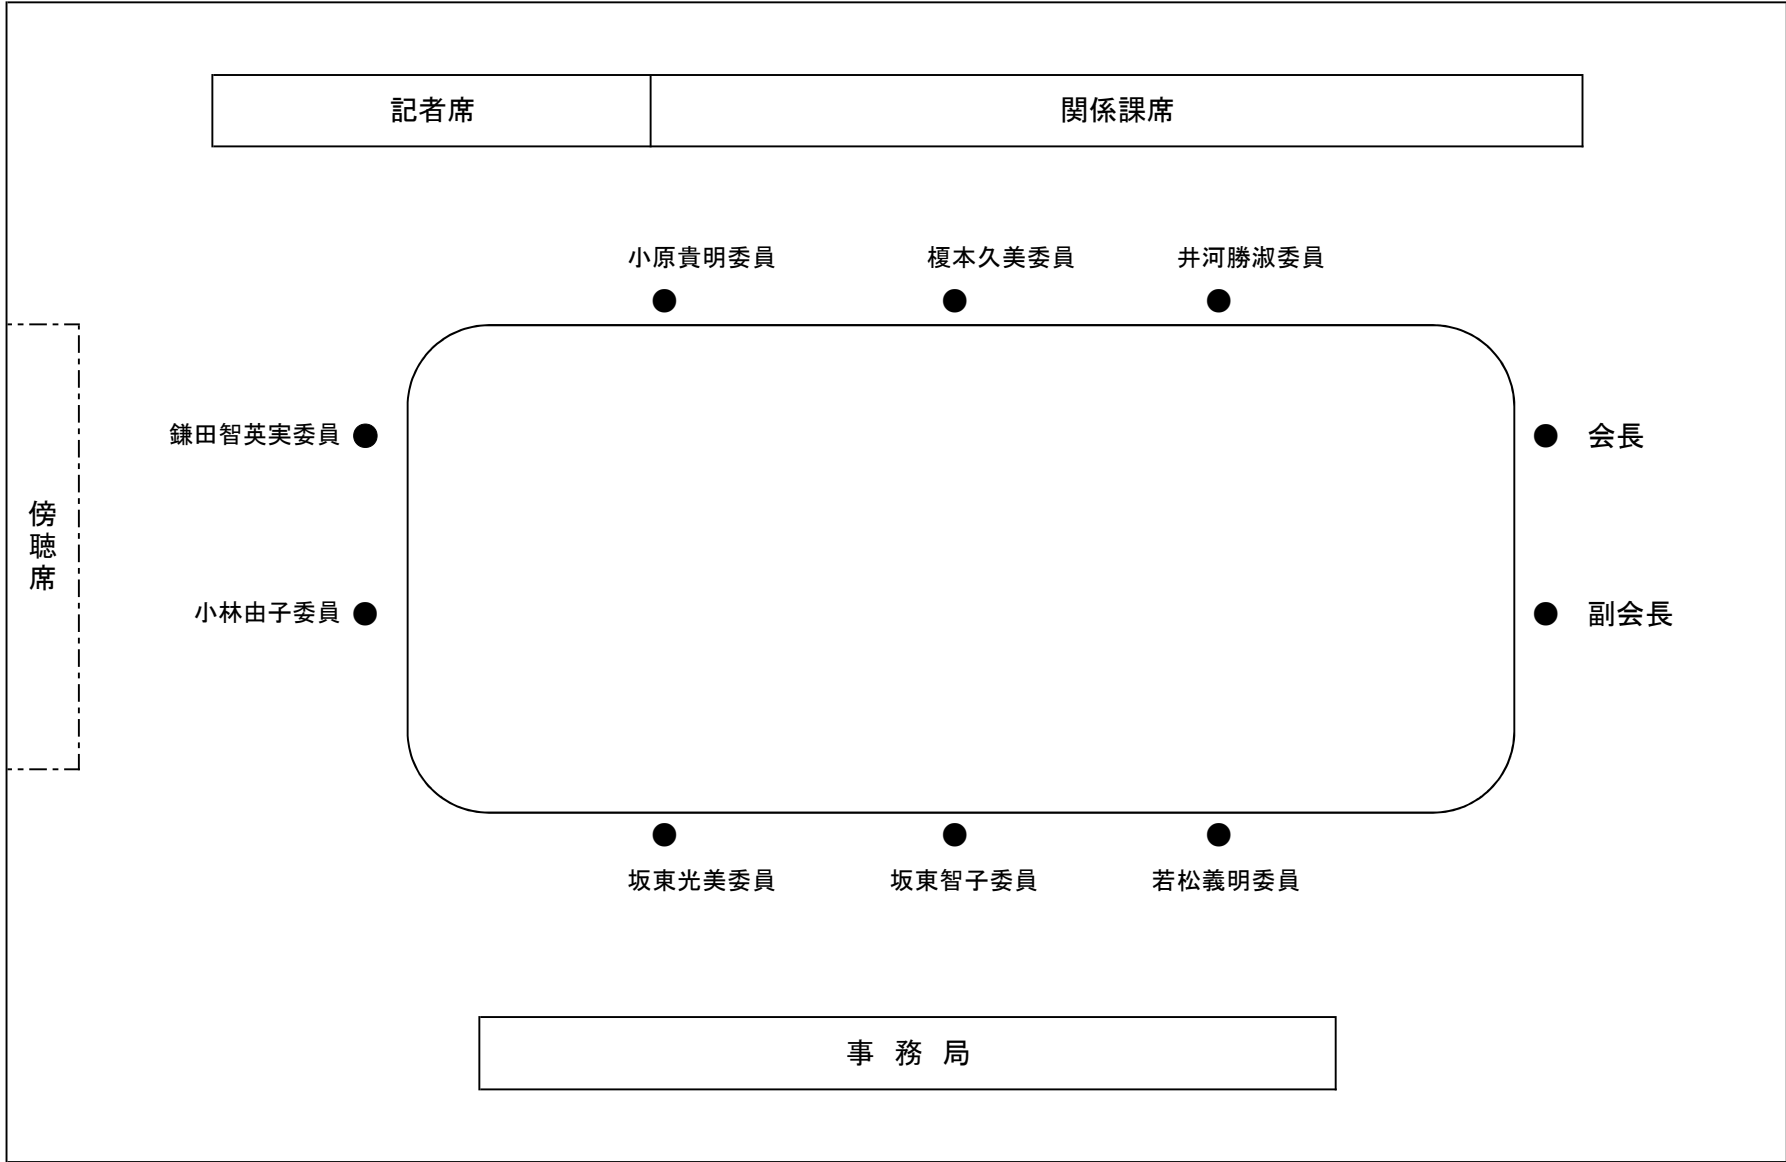 記者席
関係課席
小原貴明委員
榎本久美委員
井河勝淑委員
鎌田智英実委員
会長
傍聴席
小林由子委員
副会長
坂東光美委員
坂東智子委員
若松義明委員
事 務 局